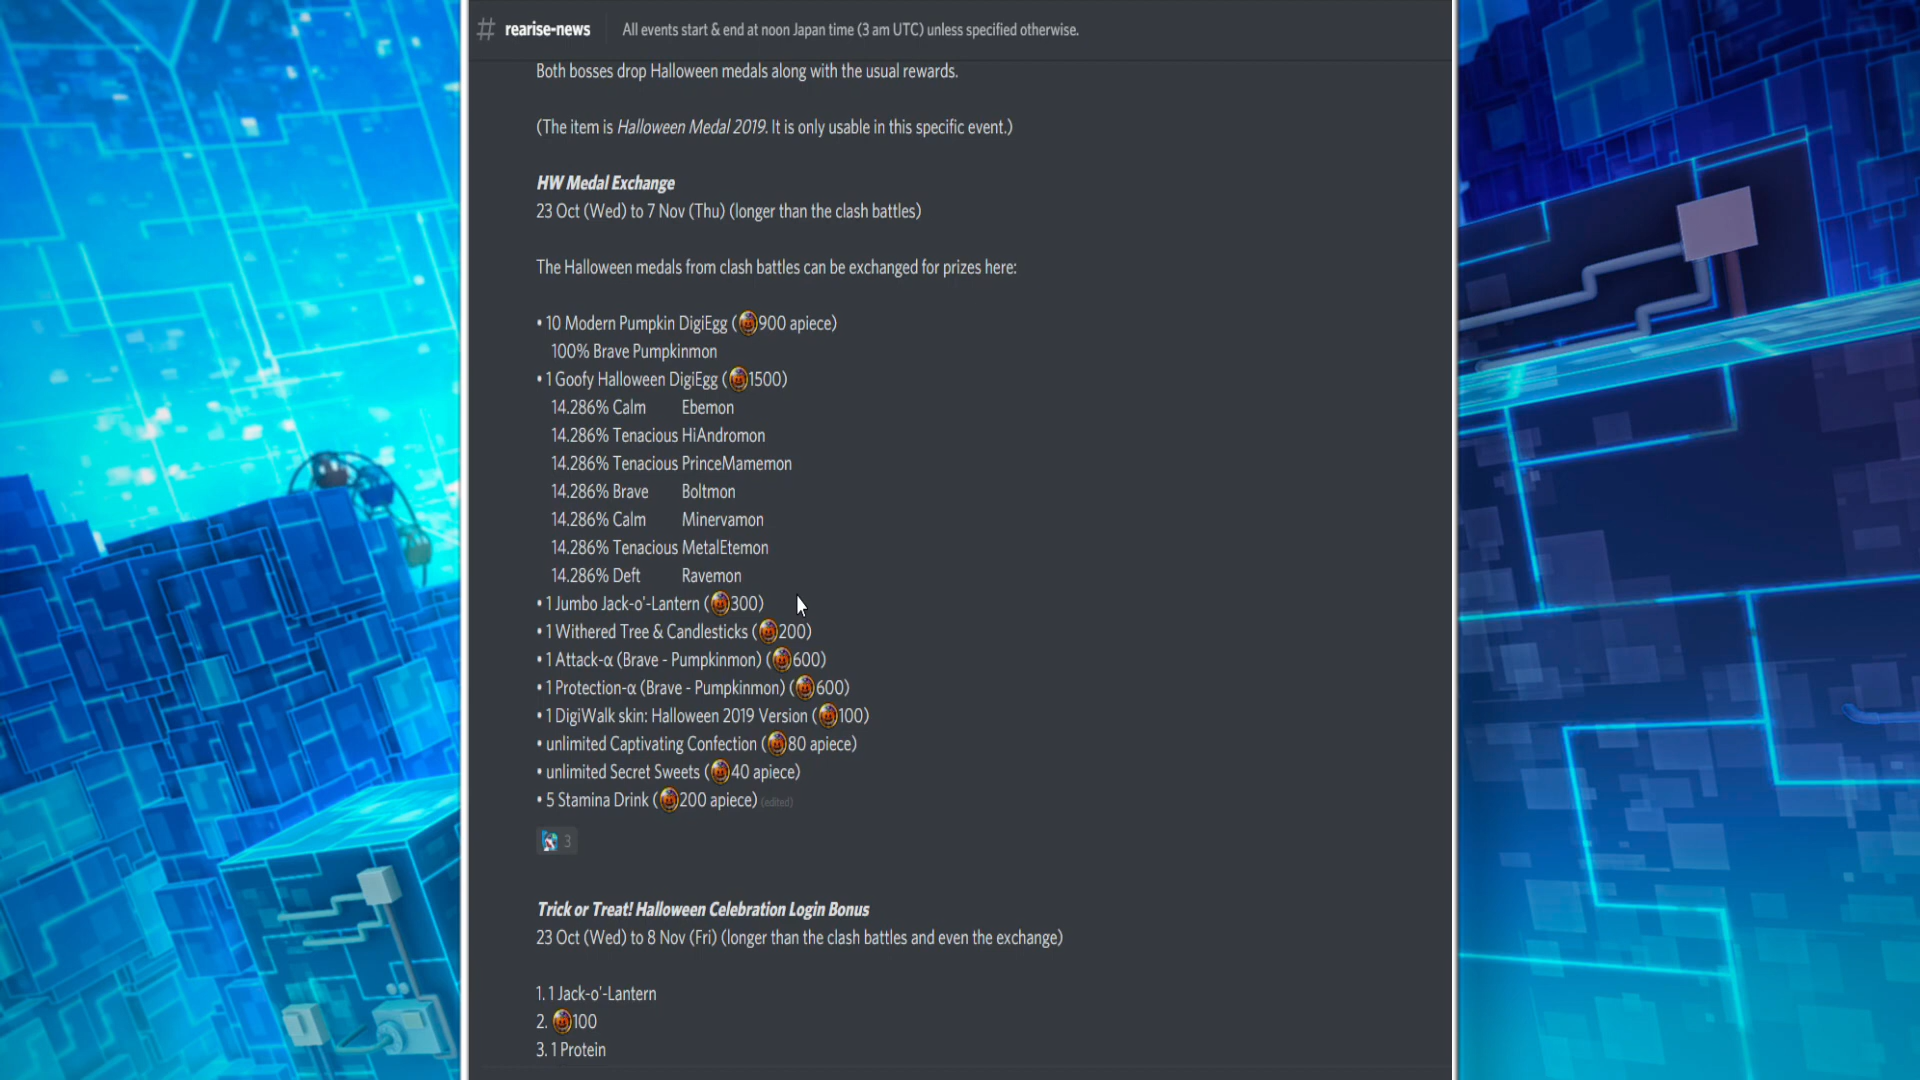 # rearise-news All events start & end at noon Japan time (3 am UTC) unless specified otherwise.
Both bosses drop Halloween medals along with the usual rewards.
(The item is Halloween Medal 2019. It is only usable in this specific event.)
HW Medal Exchange
23 Oct (Wed) to 7 Nov (Thu) (longer than the clash battles)
The Halloween medals from clash battles can be exchanged for prizes here:
• 10 Modern Pumpkin DigiEgg (900 apiece)
100% Brave Pumpkinmon
• 1 Goofy Halloween DigiEgg (1500)
14.286% Calm Ebemon
14.286% Tenacious HiAndromon
14.286% Tenacious PrinceMamemon
14.286% Brave Boltmon
14.286% Calm Minervamon
14.286% Tenacious MetalEtemon
14.286% Deft Ravemon
• 1 Jumbo Jack-o'-Lantern (300)
• 1 Withered Tree & Candlesticks (200)
• 1 Attack-α (Brave - Pumpkinmon) (600)
• 1 Protection-α (Brave - Pumpkinmon) (600)
• 1 DigiWalk skin: Halloween 2019 Version (100)
• unlimited Captivating Confection (80 apiece)
• unlimited Secret Sweets (40 apiece)
• 5 Stamina Drink (200 apiece) (edited)
3
Trick or Treat! Halloween Celebration Login Bonus
23 Oct (Wed) to 8 Nov (Fri) (longer than the clash battles and even the exchange)
1. 1 Jack-o'-Lantern
2. 100
3. 1 Protein